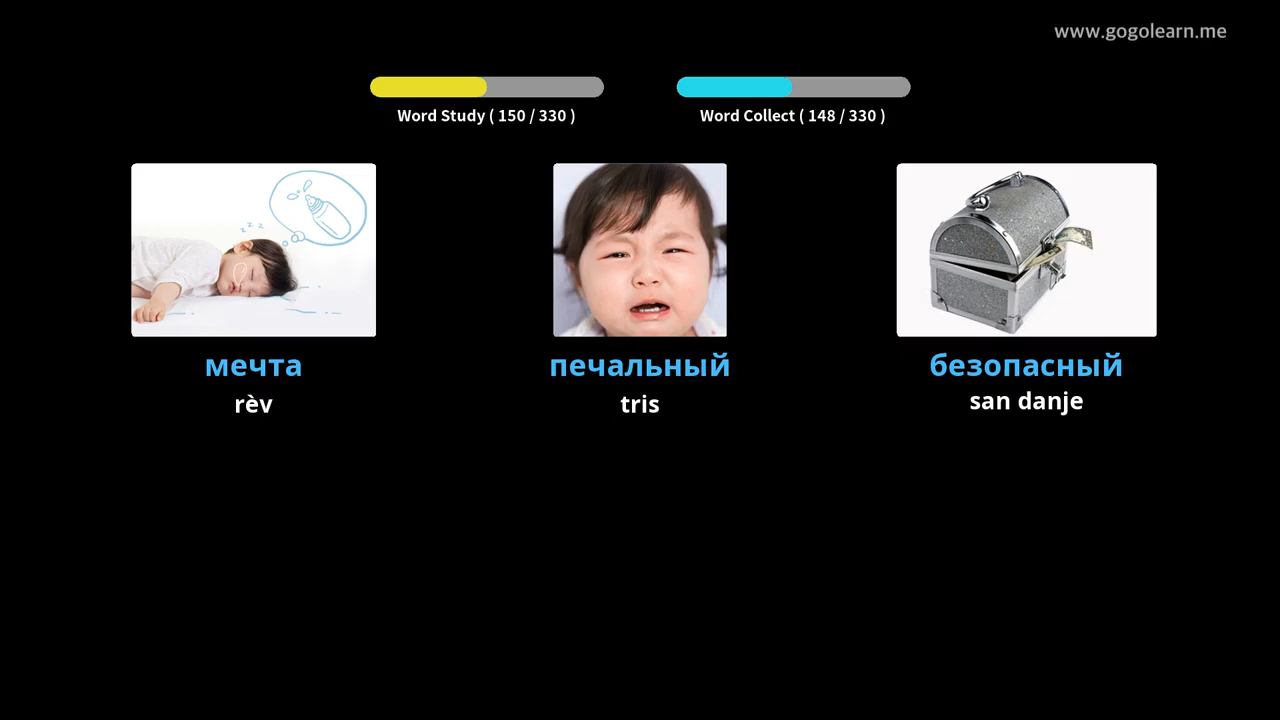 www.gogolearn.me
Word Study ( 150 / 330 )
Word Collect ( 148 / 330 )
z z z
мечта
печальный
безопасный
rèv
tris
san danje